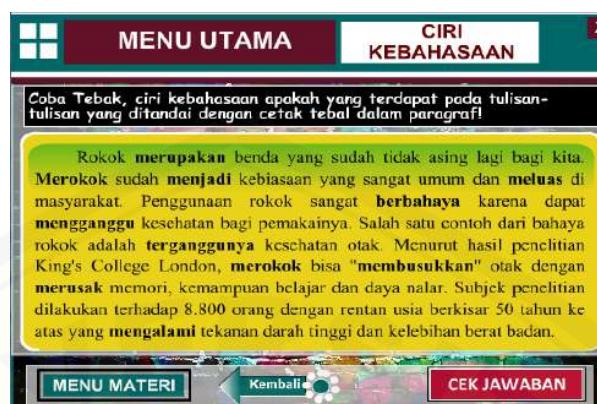 MENU UTAMA
CIRI
KEBAHASAAN
Coba Tebak, ciri kebahasaan apakah yang terdapat pada tulisan-
tulisan yang ditandai dengan cetak tebal dalam paragraf!
Rokok merupakan benda yang sudah tidak asing lagi bagi kita.
Merokok sudah menjadi kebiasaan yang sangat umum dan meluas di
masyarakat. Penggunaan rokok sangat berbahaya karena dapat
mengganggu kesehatan bagi pemakainya. Salah satu contoh dari bahaya
rokok adalah terganggunya kesehatan otak. Menurut hasil penelitian
King's College London, merokok bisa "membusukkan" otak dengan
merusak memori, kemampuan belajar dan daya nalar. Subjek penelitian
dilakukan terhadap 8.800 orang dengan rentan usia berkisar 50 tahun ke
atas yang mengalami tekanan darah tinggi dan kelebihan berat badan.
MENU MATERI
Kembali
CEK JAWABAN